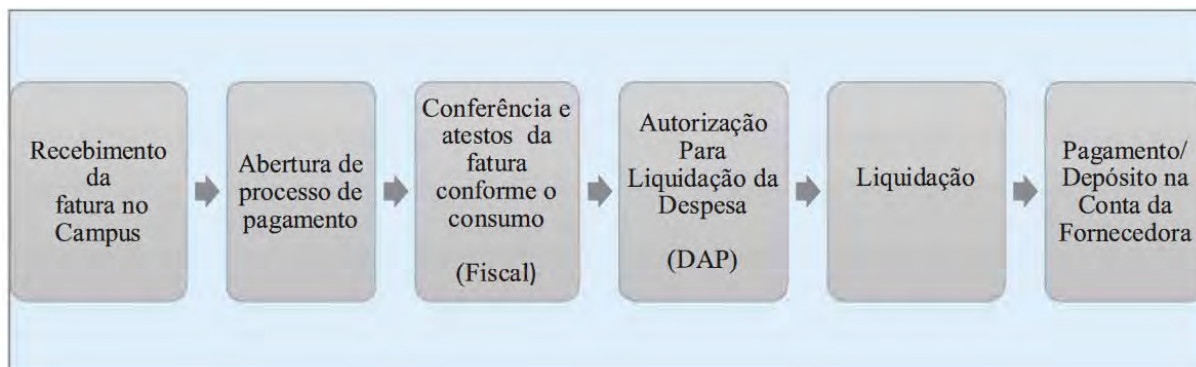 Recebimento
da
fatura no
Campus
Abertura de
processo de
pagamento
Conferência e
atestos da
fatura
conforme o
consumo
(Fiscal)
Autorização
Para
Liquidação da
Despesa
(DAP)
Liquidação
Pagamento/
Depósito na
Conta da
Fornecedora